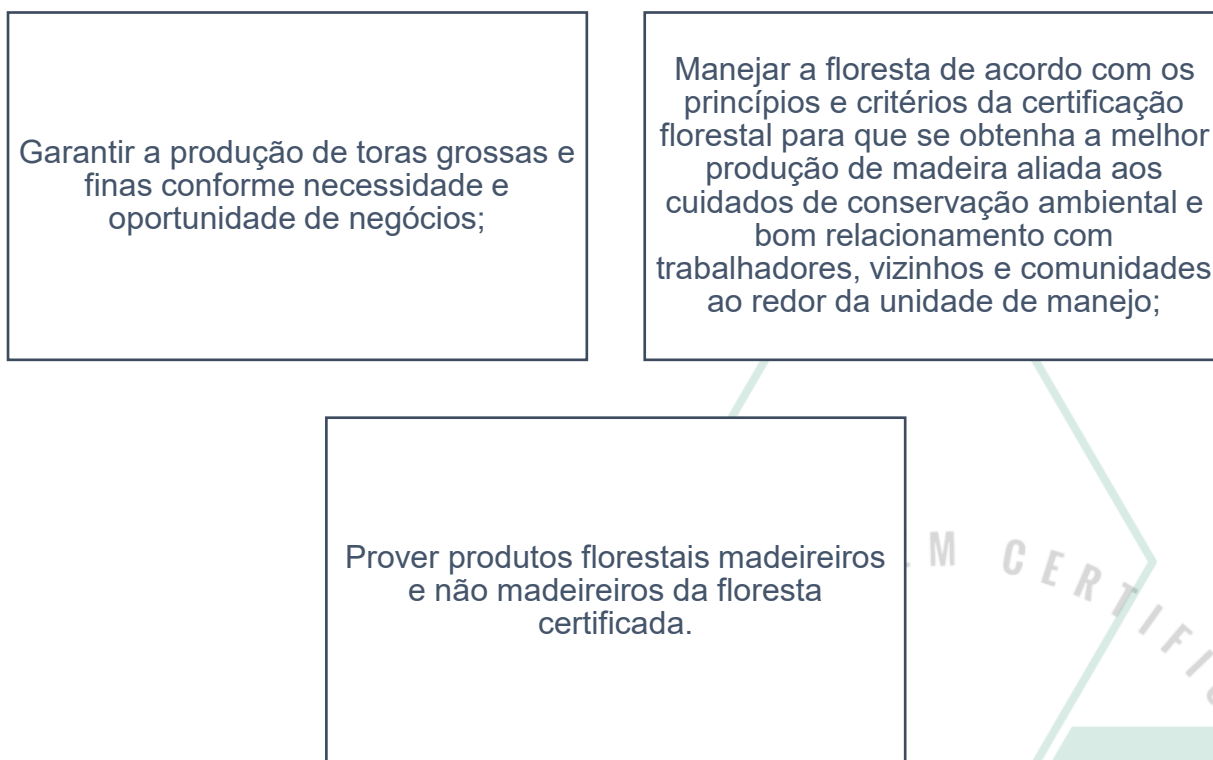 Garantir a produção de toras grossas e
finas conforme necessidade e
oportunidade de negócios;
Manejar a floresta de acordo com os
princípios e critérios da certificação
florestal para que se obtenha a melhor
produção de madeira aliada aos
cuidados de conservação ambiental e
bom relacionamento com
trabalhadores, vizinhos e comunidades
ao redor da unidade de manejo;
Prover produtos florestais madeireiros
e não madeireiros da floresta
certificada.